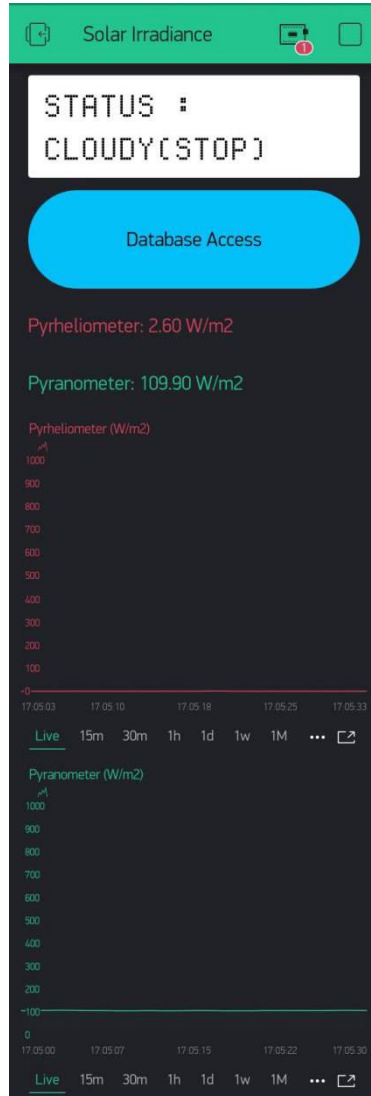 Solar Irradiance
1
STATUS :
CLOUDY(STOP)
Database Access
Pyrheliometer: 2.60 W/m2
Pyranometer: 109.90 W/m2
Pyrheliometer (W/m2)
1000
900
800
700
600
500
400
300
200
100
0
17:05:03 17:05:10 17:05:18 17:05:25 17:05:33
Live 15m 30m 1h 1d 1w 1M ...
Pyranometer (W/m2)
1000
900
800
700
600
500
400
300
200
100
0
17:05:00 17:05:07 17:05:15 17:05:22 17:05:30
Live 15m 30m 1h 1d 1w 1M ...